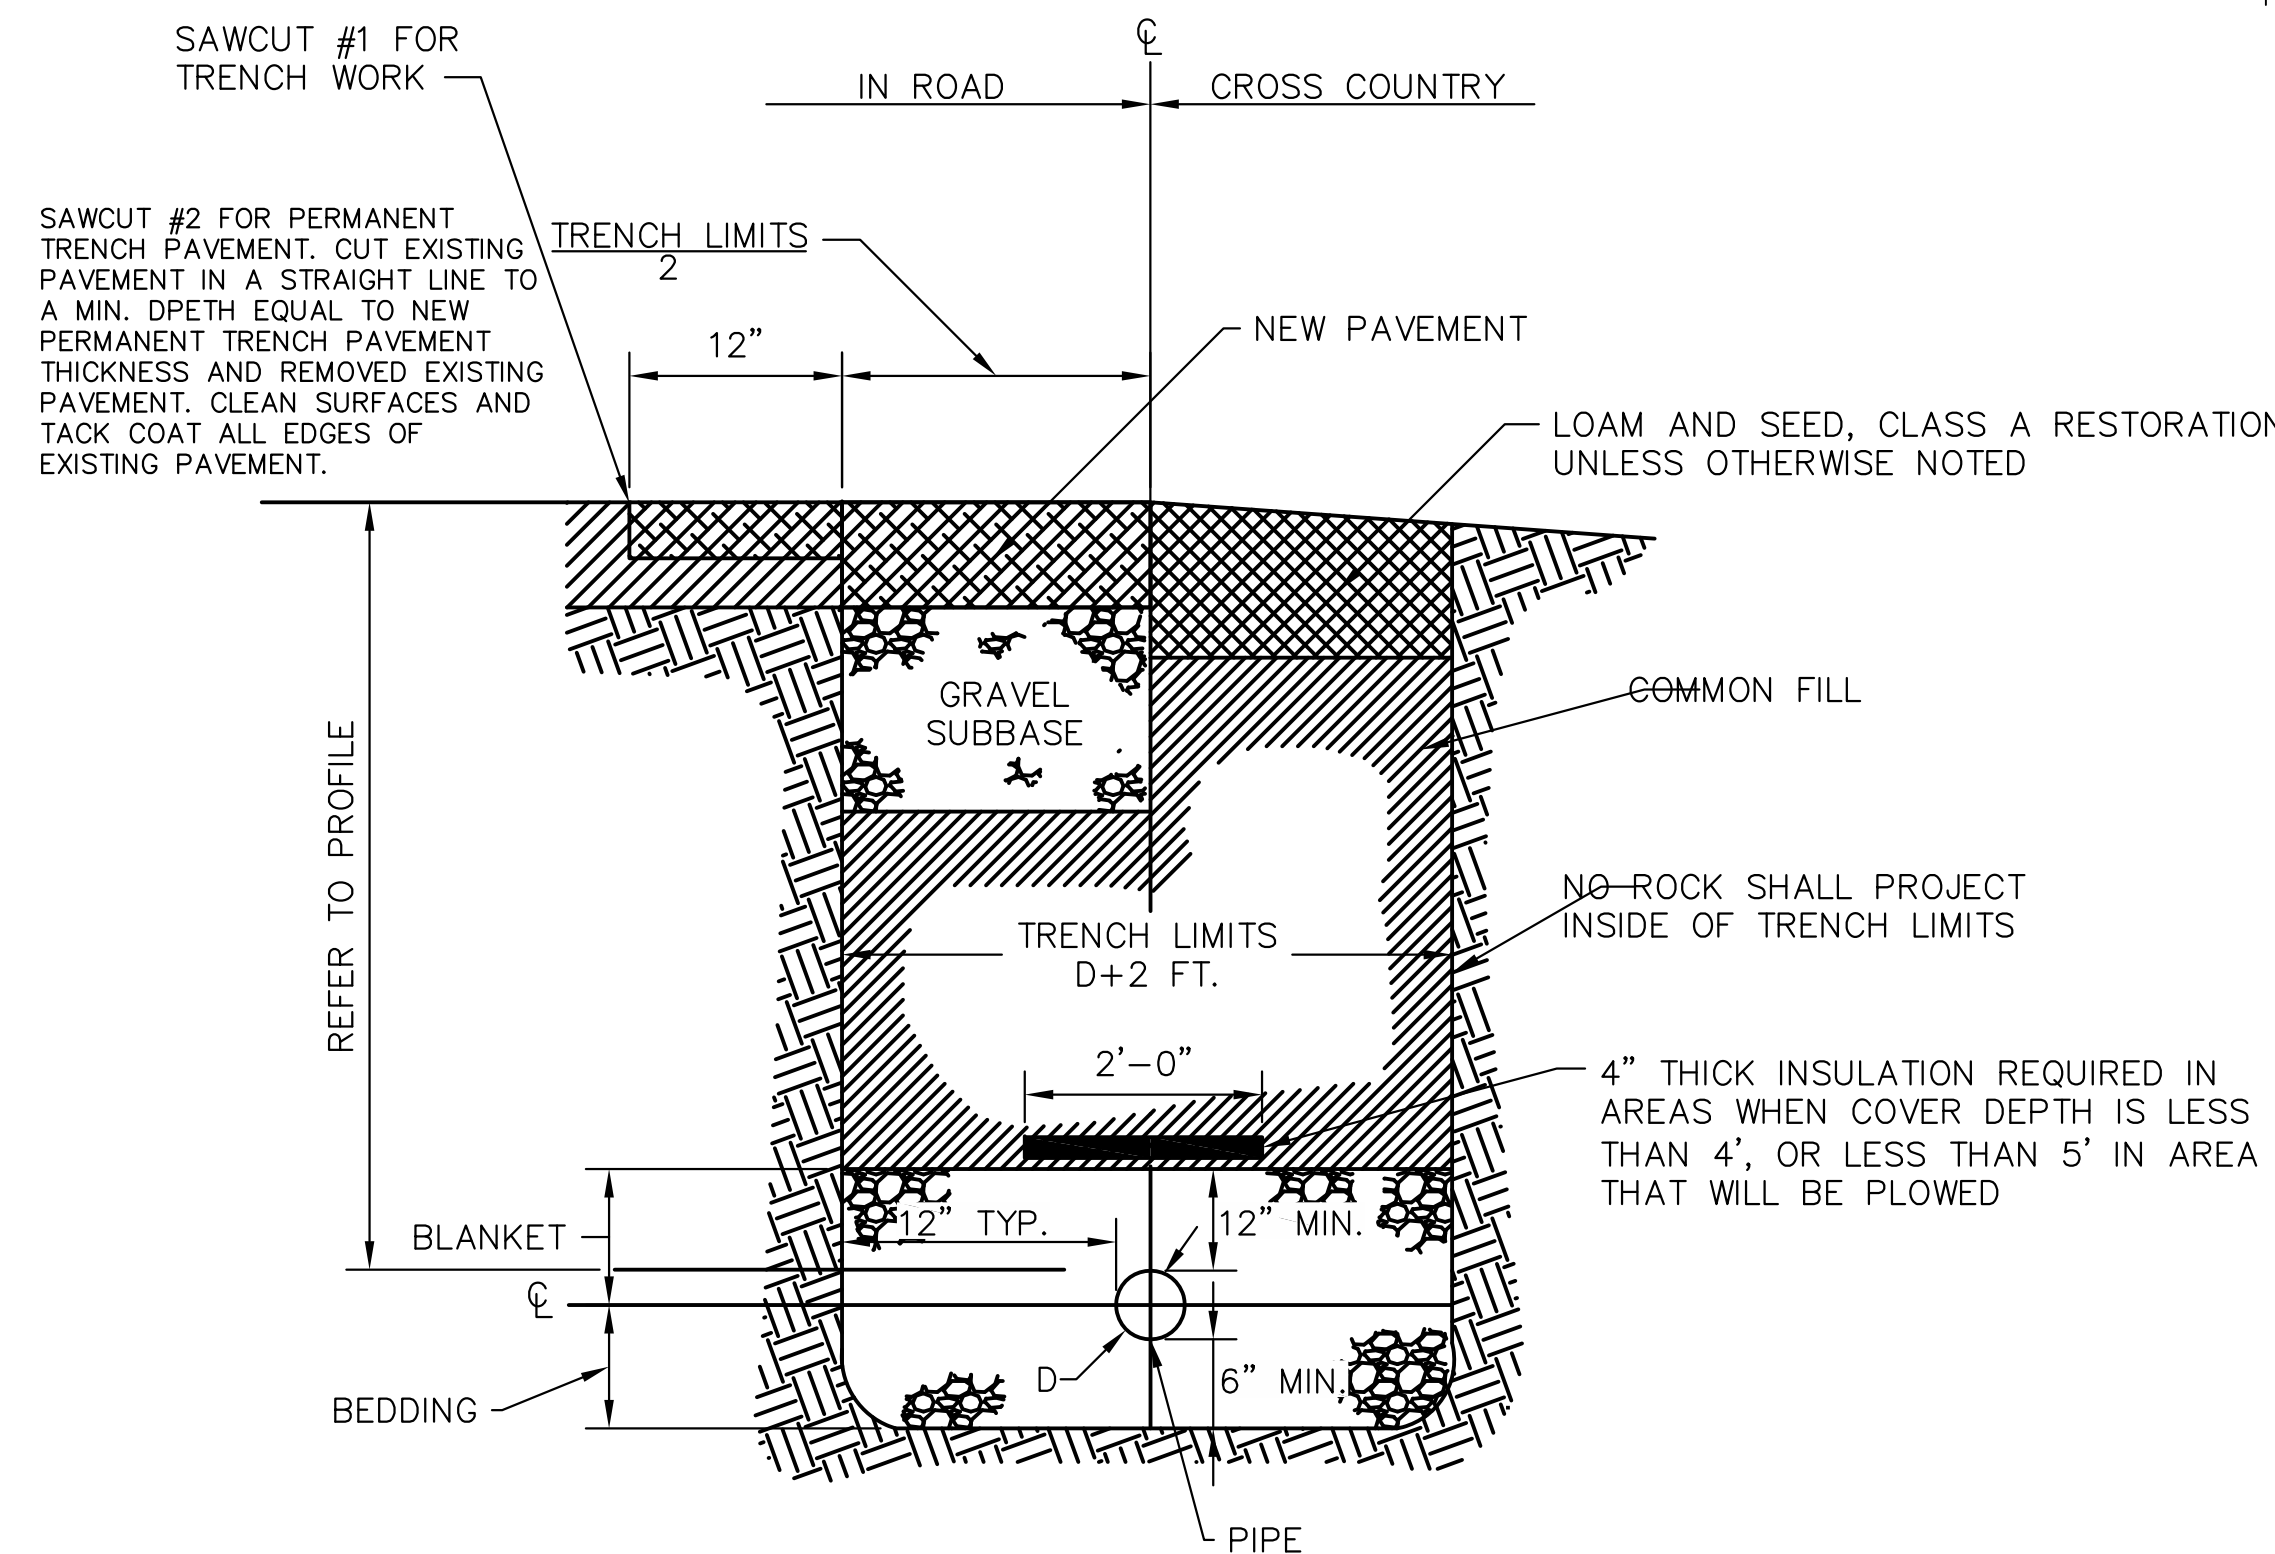 SAWCUT #1 FOR
TRENCH WORK
℄
IN ROAD
CROSS COUNTRY
SAWCUT #2 FOR PERMANENT
TRENCH PAVEMENT. CUT EXISTING
PAVEMENT IN A STRAIGHT LINE TO
A MIN. DPETH EQUAL TO NEW
PERMANENT TRENCH PAVEMENT
THICKNESS AND REMOVED EXISTING
PAVEMENT. CLEAN SURFACES AND
TACK COAT ALL EDGES OF
EXISTING PAVEMENT.
TRENCH LIMITS
2
12"
NEW PAVEMENT
LOAM AND SEED, CLASS A RESTORATION
UNLESS OTHERWISE NOTED
GRAVEL
SUBBASE
COMMON FILL
REFER TO PROFILE
NO ROCK SHALL PROJECT
INSIDE OF TRENCH LIMITS
TRENCH LIMITS
D+2 FT.
2'-0"
4" THICK INSULATION REQUIRED IN
AREAS WHEN COVER DEPTH IS LESS
THAN 4', OR LESS THAN 5' IN AREA
THAT WILL BE PLOWED
BLANKET
12" TYP.
12" MIN.
℄
D
6" MIN.
BEDDING
PIPE